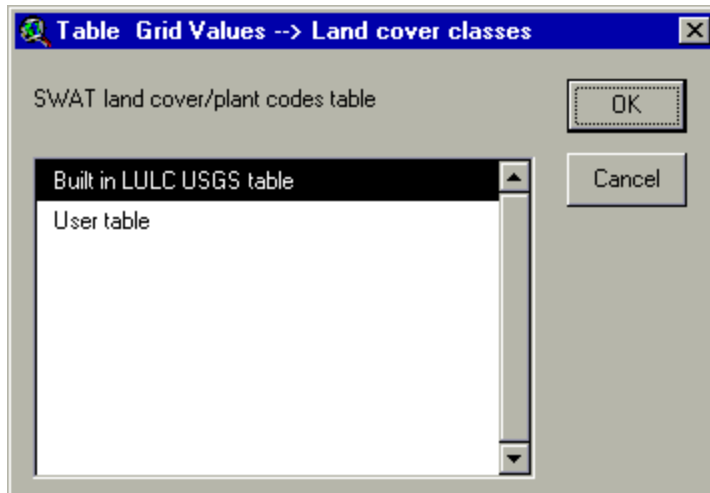 Table Grid Values --> Land cover classes
SWAT land cover/plant codes table
OK
Built in LULC USGS table
Cancel
User table